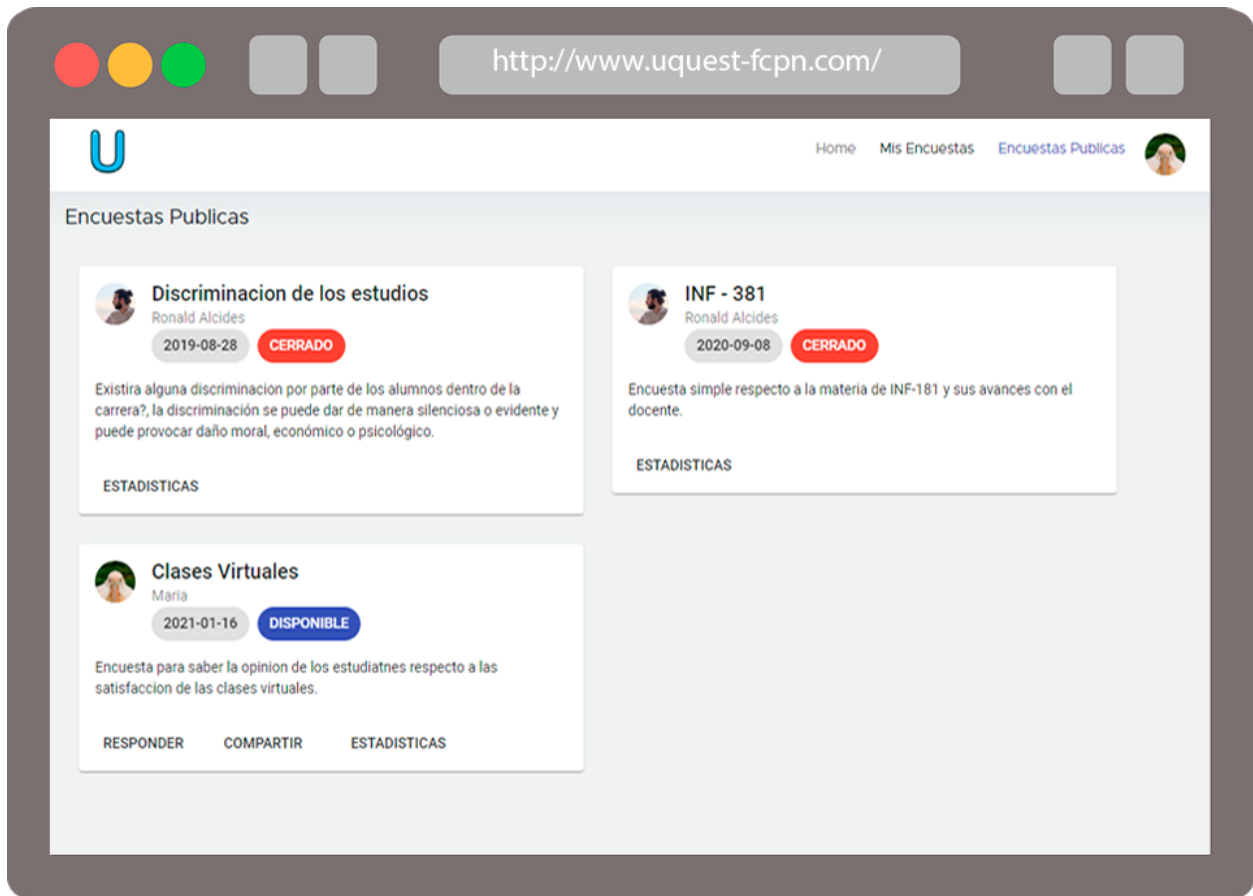 http://www.uquest-fcpn.com/
U
Home Mis Encuestas Encuestas Publicas
Encuestas Publicas
Discriminacion de los estudios
Ronald Alcides
2019-08-28 CERRADO
Existira alguna discriminacion por parte de los alumnos dentro de la
carrera?, la discriminación se puede dar de manera silenciosa o evidente y
puede provocar daño moral, económico o psicológico.
ESTADISTICAS
INF - 381
Ronald Alcides
2020-09-08 CERRADO
Encuesta simple respecto a la materia de INF-181 y sus avances con el
docente.
ESTADISTICAS
Clases Virtuales
Maria
2021-01-16 DISPONIBLE
Encuesta para saber la opinion de los estudiatnes respecto a las
satisfaccion de las clases virtuales.
RESPONDER COMPARTIR ESTADISTICAS